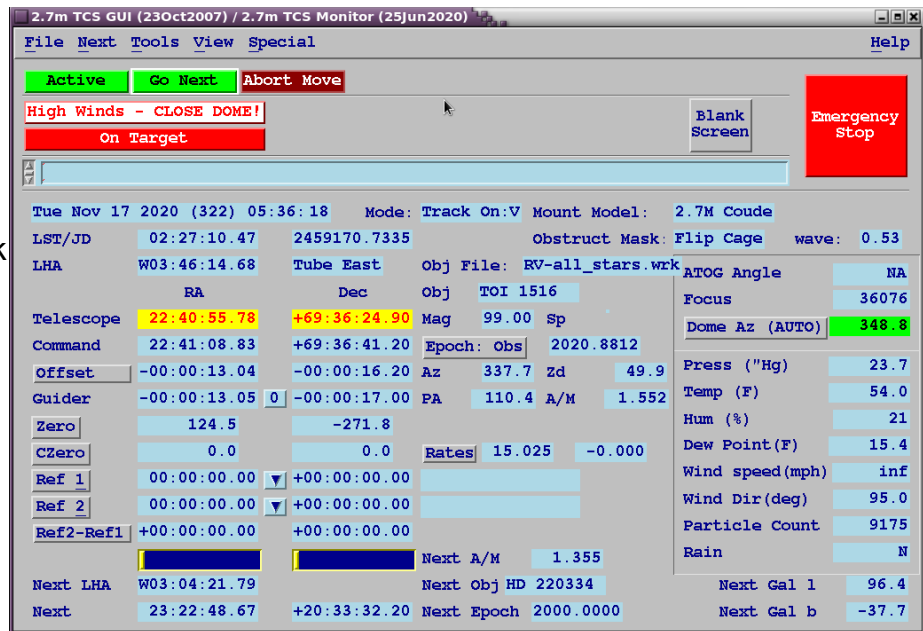 2.7m TCS GUI (23Oct2007) / 2.7m TCS Monitor (25Jun2020)
File Next Tools View Special Help
Active Go Next Abort Move
High Winds - CLOSE DOME!
On Target
Blank Screen
Emergency Stop
Tue Nov 17 2020 (322) 05:36:18 Mode: Track On:V Mount Model: 2.7M Coude
LST/JD 02:27:10.47 2459170.7335 Obstruct Mask: Flip Cage wave: 0.53
k
LHA W03:46:14.68 Tube East Obj File: RV-all_stars.wrk ATOG Angle NA
RA Dec Obj TOI 1516 Focus 36076
Telescope 22:40:55.78 +69:36:24.90 Mag 99.00 Sp Dome Az (AUTO) 348.8
Command 22:41:08.83 +69:36:41.20 Epoch: Obs 2020.8812
Offset -00:00:13.04 -00:00:16.20 Az 337.7 Zd 49.9 Press ("Hg) 23.7
Guider -00:00:13.05 0 -00:00:17.00 PA 110.4 A/M 1.552 Temp (F) 54.0
Zero 124.5 -271.8 Hum (%) 21
CZero 0.0 0.0 Rates 15.025 -0.000 Dew Point(F) 15.4
Ref 1 00:00:00.00 +00:00:00.00 Wind speed(mph) inf
Ref 2 00:00:00.00 +00:00:00.00 Wind Dir(deg) 95.0
Ref2-Ref1 +00:00:00.00 +00:00:00.00 Particle Count 9175
Next A/M 1.355 Rain N
Next LHA W03:04:21.79 Next Obj HD 220334 Next Gal l 96.4
Next 23:22:48.67 +20:33:32.20 Next Epoch 2000.0000 Next Gal b -37.7